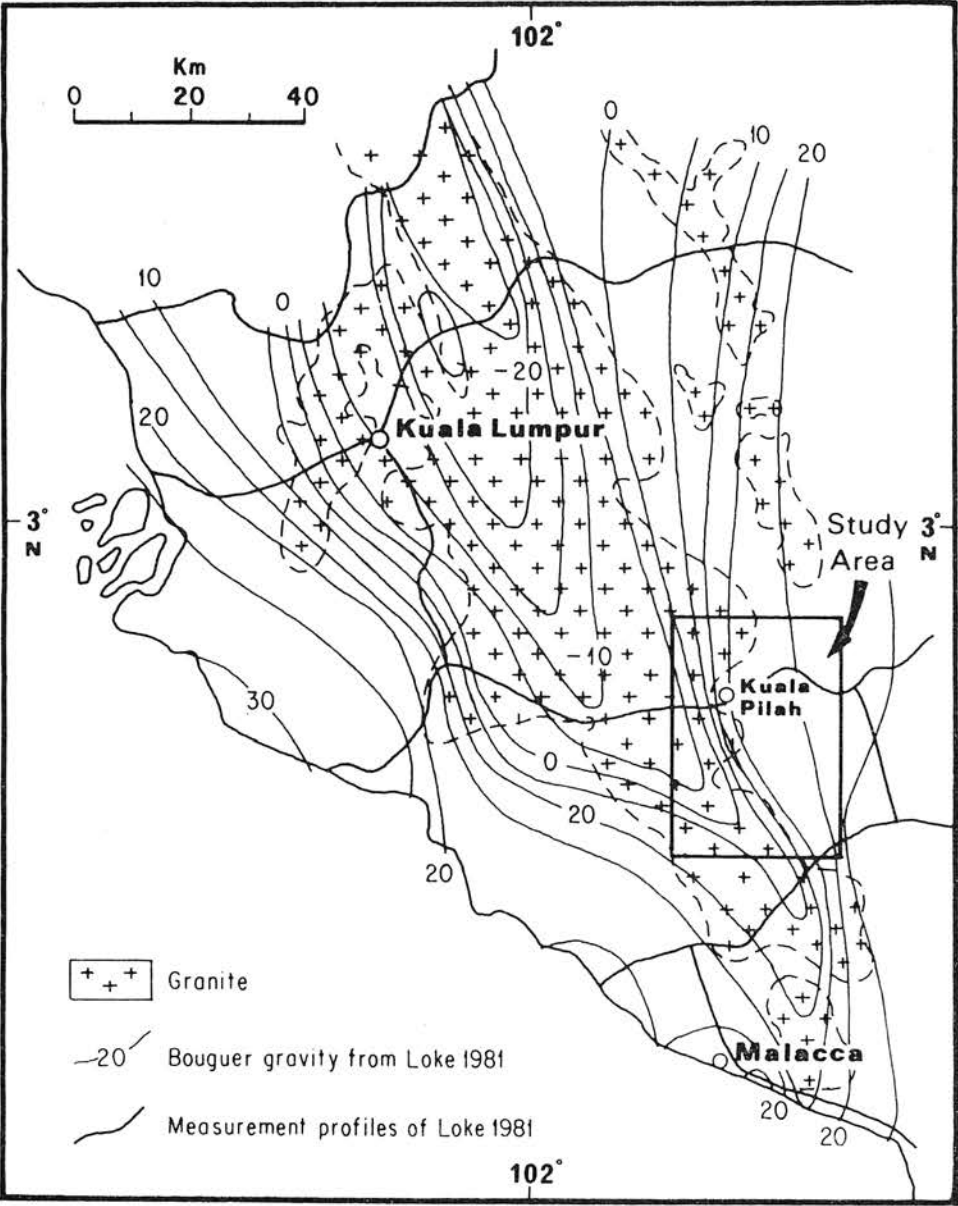 102°
Km
0 20 40
0
10
20
10
0
20
-20
Kuala Lumpur
3°
N
Study
Area
3°
N
-10
Kuala
Pilah
30
0
20
20
Granite
-20 Bouguer gravity from Loke 1981
Malacca
Measurement profiles of Loke 1981
20
20
102°